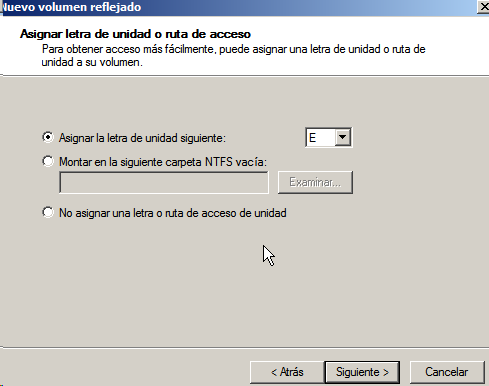 Nuevo volumen reflejado
Asignar letra de unidad o ruta de acceso
Para obtener acceso más fácilmente, puede asignar una letra de unidad o ruta de
unidad a su volumen.
Asignar la letra de unidad siguiente: E
Montar en la siguiente carpeta NTFS vacía:
Examinar...
No asignar una letra o ruta de acceso de unidad
< Atrás Siguiente > Cancelar